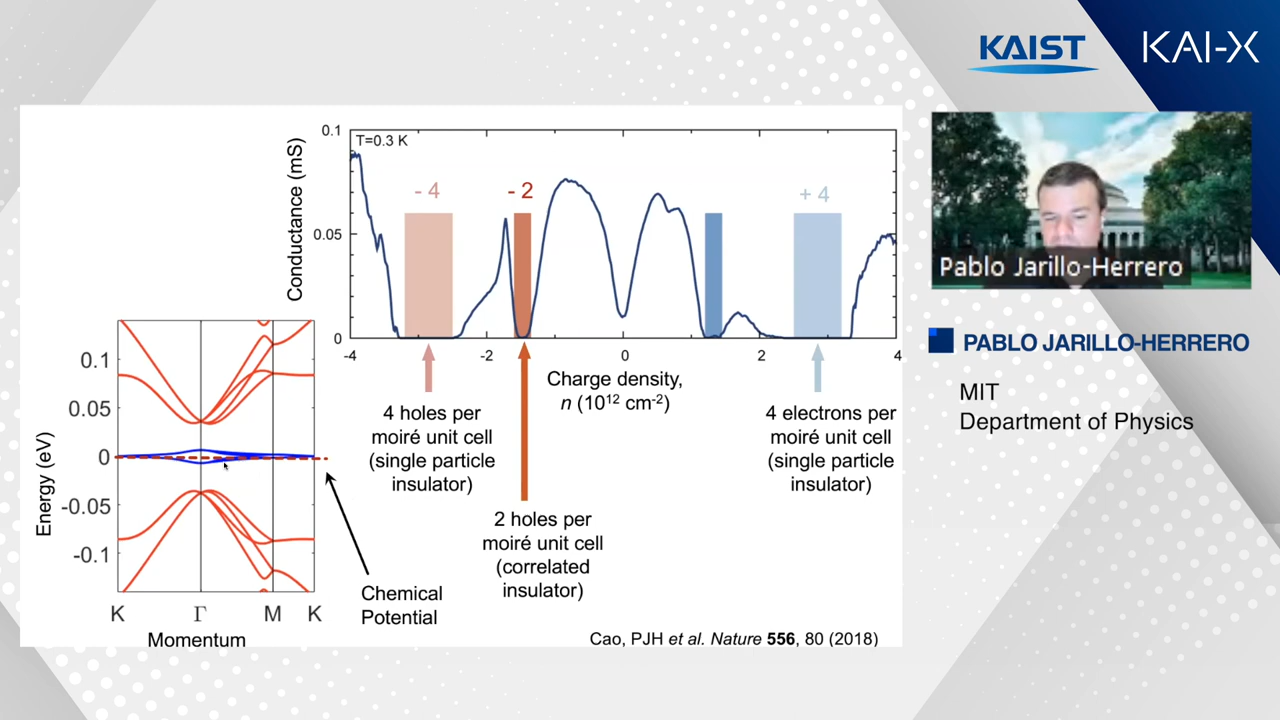 KAIST
KAI-X
Pablo Jarillo-Herrero
PABLO JARILLO-HERRERO
MIT
Department of Physics
Conductance (mS)
0.1
0.05
0
T=0.3 K
- 4
- 2
+ 4
-4
-2
0
2
4
Charge density,
n (10¹² cm⁻²)
4 holes per
moiré unit cell
(single particle
insulator)
2 holes per
moiré unit cell
(correlated
insulator)
4 electrons per
moiré unit cell
(single particle
insulator)
Energy (eV)
0.1
0.05
0
-0.05
-0.1
K
Γ
M
K
Momentum
Chemical
Potential
Cao, PJH et al. Nature 556, 80 (2018)